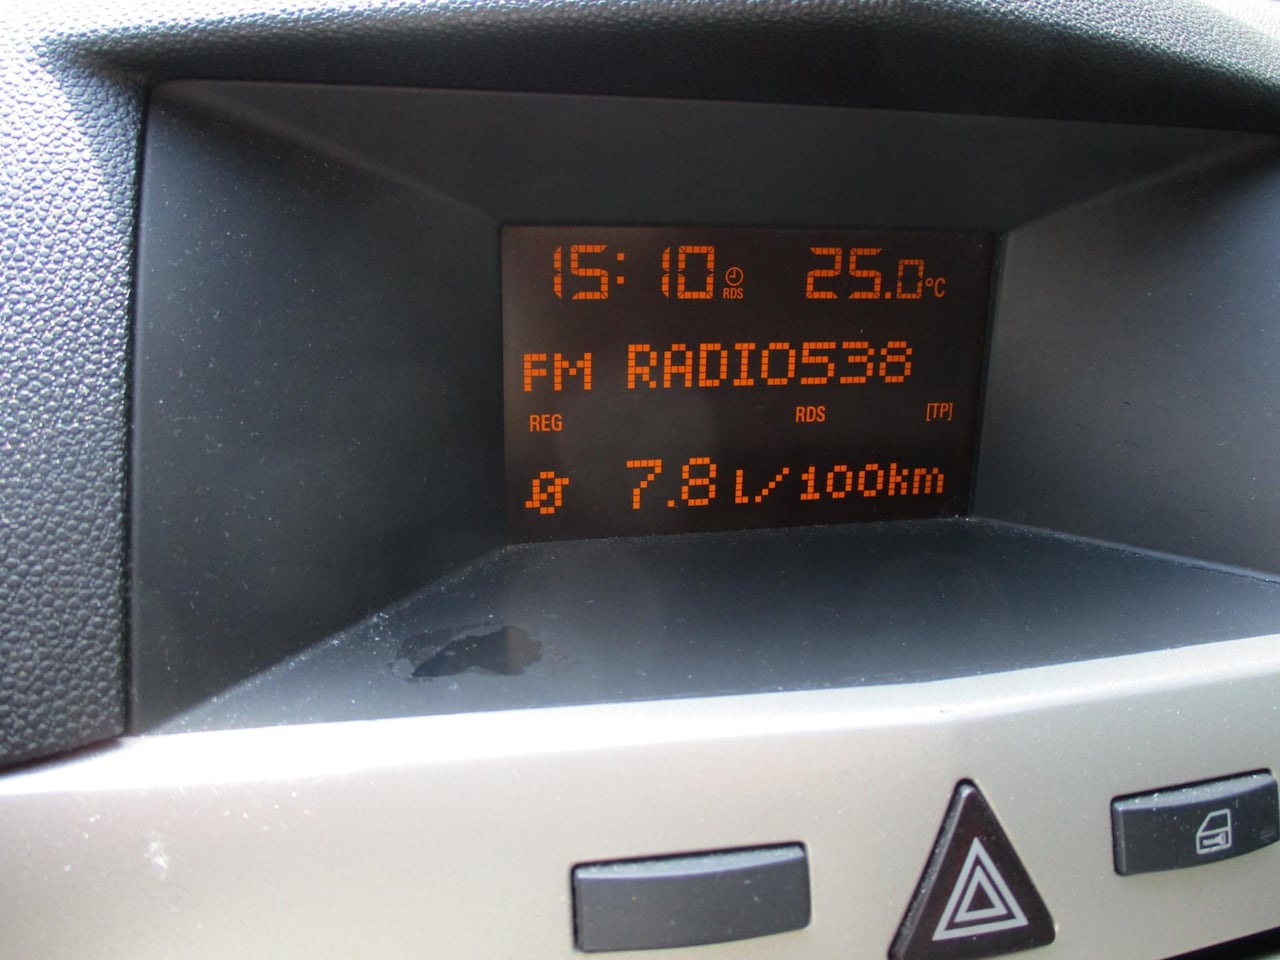 15:10 RDS 25.0°C
FM RADIO538
REG RDS [TP]
Ø 7.8 l/100km